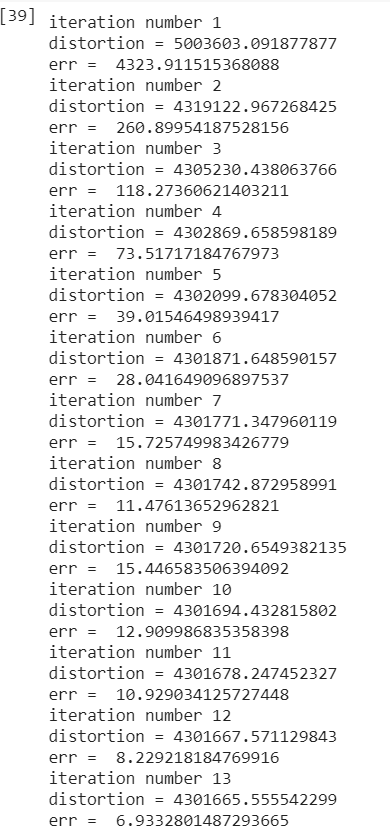 [39] iteration number 1
distortion = 5003603.091877877
err =  4323.911515368088
iteration number 2
distortion = 4319122.967268425
err =  260.89954187528156
iteration number 3
distortion = 4305230.438063766
err =  118.27360621403211
iteration number 4
distortion = 4302869.658598189
err =  73.51717184767973
iteration number 5
distortion = 4302099.678304052
err =  39.01546498939417
iteration number 6
distortion = 4301871.648590157
err =  28.041649096897537
iteration number 7
distortion = 4301771.347960119
err =  15.725749983426779
iteration number 8
distortion = 4301742.872958991
err =  11.47613652962821
iteration number 9
distortion = 4301720.6549382135
err =  15.446583506394092
iteration number 10
distortion = 4301694.432815802
err =  12.909986835358398
iteration number 11
distortion = 4301678.247452327
err =  10.929034125727448
iteration number 12
distortion = 4301667.571129843
err =  8.229218184769916
iteration number 13
distortion = 4301665.555542299
err =  6.9332801487293665